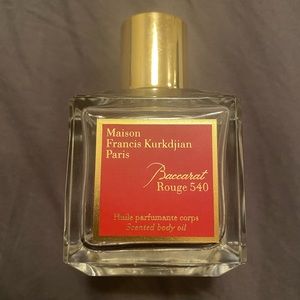 Maison
Francis Kurkdjian
Paris
Baccarat
Rouge 540
Huile parfumante corps
Scented body oil